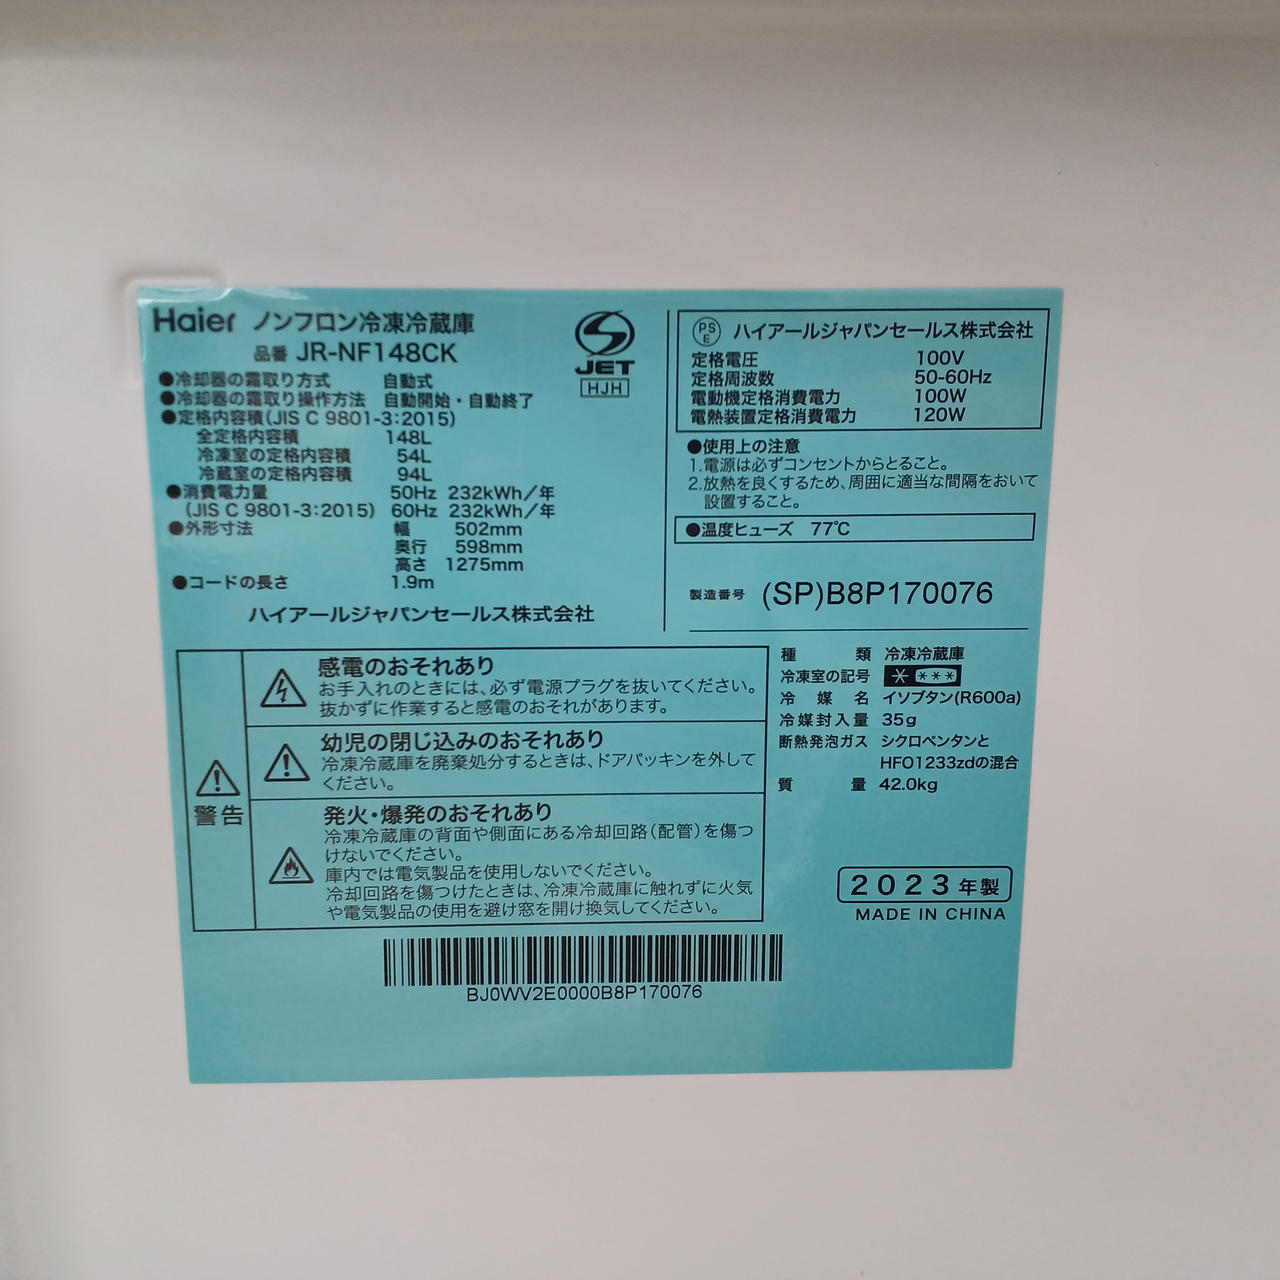 Haier ノンフロン冷凍冷蔵庫
品番 JR-NF148CK
JET
HJH
●冷却器の霜取り方式 自動式
●冷却器の霜取り操作方法 自動開始・自動終了
●定格内容積(JIS C 9801-3:2015)
全定格内容積 148L
冷凍室の定格内容積 54L
冷蔵室の定格内容積 94L
●消費電力量 50Hz 232kWh/年
(JIS C 9801-3:2015) 60Hz 232kWh/年
●外形寸法 幅 502mm
奥行 598mm
高さ 1275mm
●コードの長さ 1.9m
ハイアールジャパンセールス株式会社
PSE ハイアールジャパンセールス株式会社
定格電圧 100V
定格周波数 50-60Hz
電動機定格消費電力 100W
電熱装置定格消費電力 120W
●使用上の注意
1.電源は必ずコンセントからとること。
2.放熱を良くするため、周囲に適当な間隔をおいて
設置すること。
●温度ヒューズ 77℃
製造番号 (SP)B8P170076
警告
感電のおそれあり
お手入れのときには、必ず電源プラグを抜いてください。
抜かずに作業すると感電のおそれがあります。
幼児の閉じ込みのおそれあり
冷凍冷蔵庫を廃棄処分するときは、ドアパッキンを外して
ください。
発火・爆発のおそれあり
冷凍冷蔵庫の背面や側面にある冷却回路(配管)を傷つ
けないでください。
庫内では電気製品を使用しないでください。
冷却回路を傷つけたときは、冷凍冷蔵庫に触れずに火気
や電気製品の使用を避け窓を開け換気してください。
種類 冷凍冷蔵庫
冷凍室の記号 * ***
冷媒名 イソブタン(R600a)
冷媒封入量 35g
断熱発泡ガス シクロペンタンと
HFO1233zdの混合
質量 42.0kg
2023年製
MADE IN CHINA
BJ0WV2E0000B8P170076